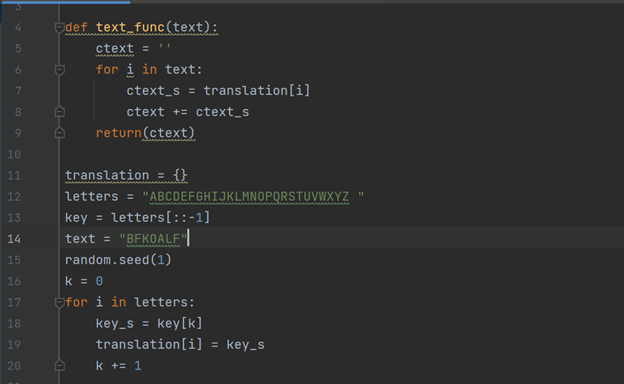 3
4 def text_func(text):
5     ctext = ''
6     for i in text:
7         ctext_s = translation[i]
8         ctext += ctext_s
9     return(ctext)
10
11 translation = {}
12 letters = "ABCDEFGHIJKLMNOPQRSTUVWXYZ "
13 key = letters[::-1]
14 text = "BFKOALF"
15 random.seed(1)
16 k = 0
17 for i in letters:
18     key_s = key[k]
19     translation[i] = key_s
20     k += 1